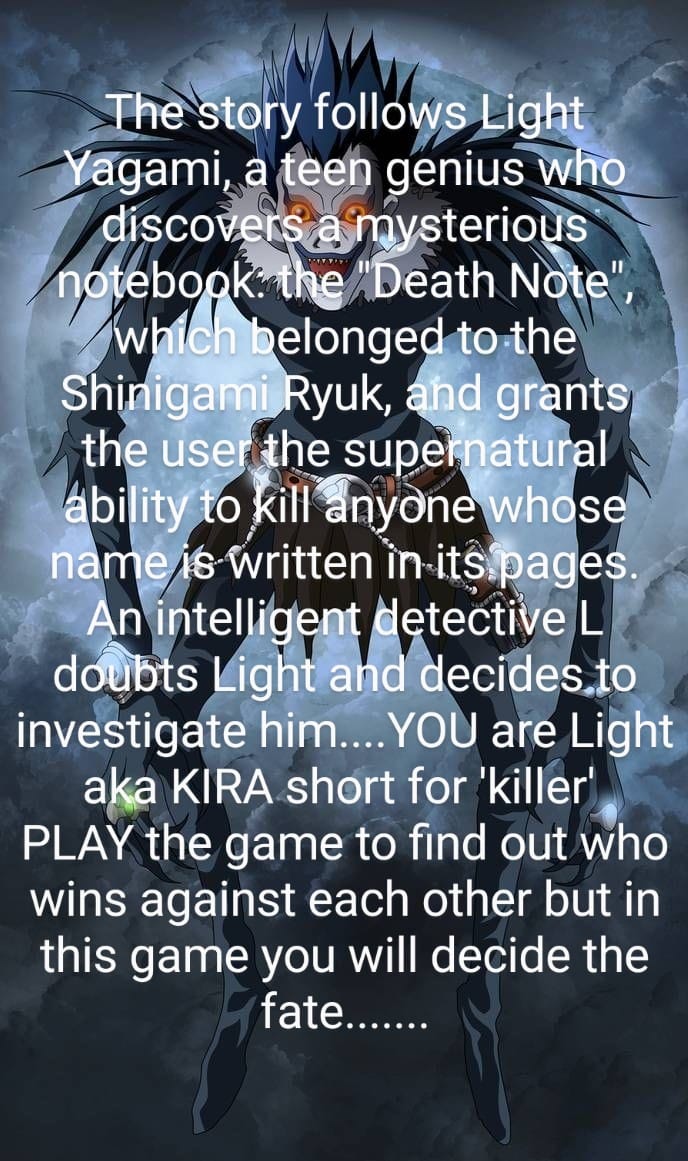 The story follows Light
Yagami, a teen genius who
discovers a mysterious
notebook: the "Death Note",
which belonged to the
Shinigami Ryuk, and grants
the user the supernatural
ability to kill anyone whose
name is written in its pages.
An intelligent detective L
doubts Light and decides to
investigate him....YOU are Light
aka KIRA short for 'killer'
PLAY the game to find out who
wins against each other but in
this game you will decide the
fate.......